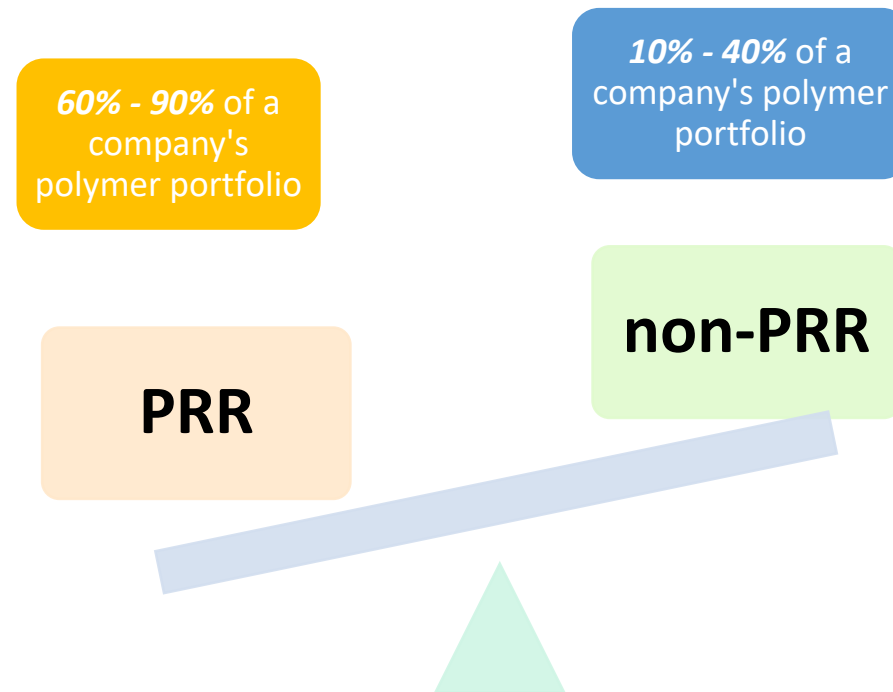 60% - 90% of a
company's
polymer portfolio
10% - 40% of a
company's polymer
portfolio
PRR
non-PRR